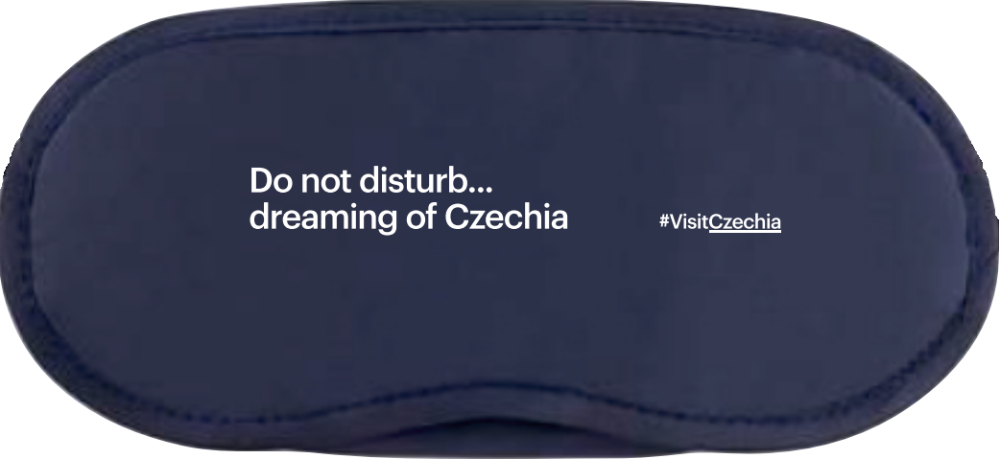 Do not disturb...
dreaming of Czechia
#VisitCzechia